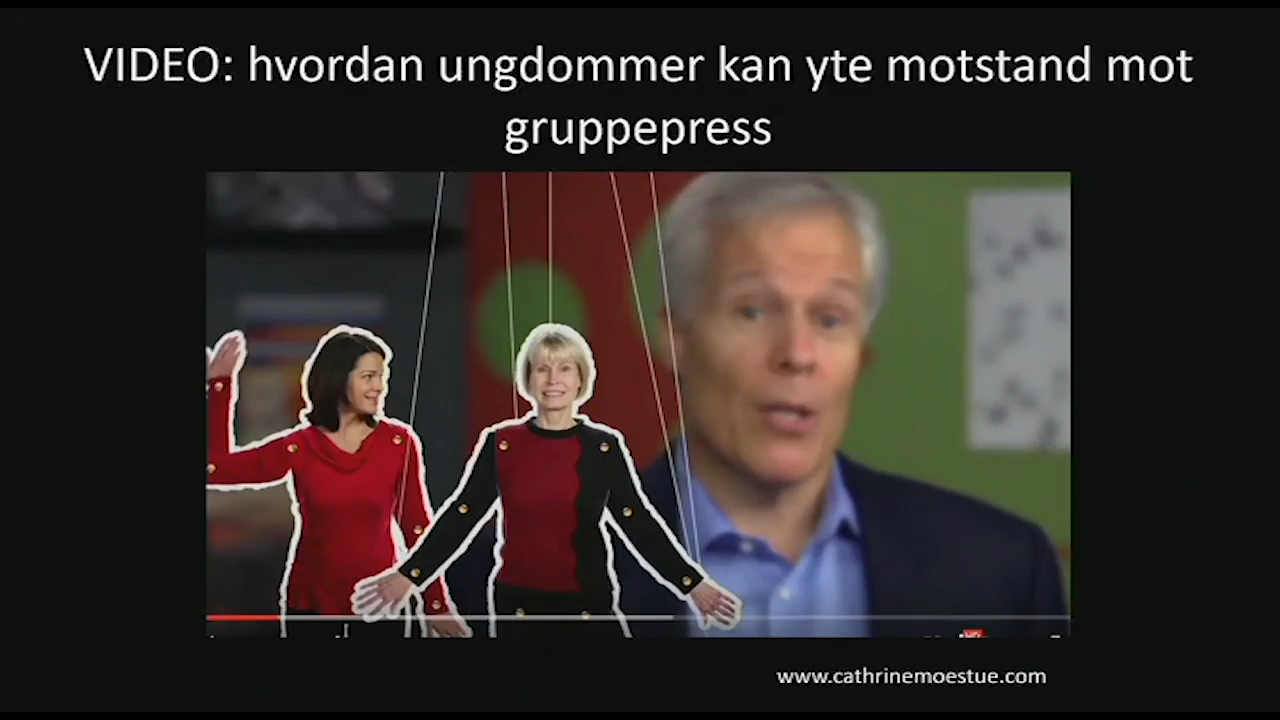 VIDEO: hvordan ungdommer kan yte motstand mot
gruppepress
www.cathrinemoestue.com